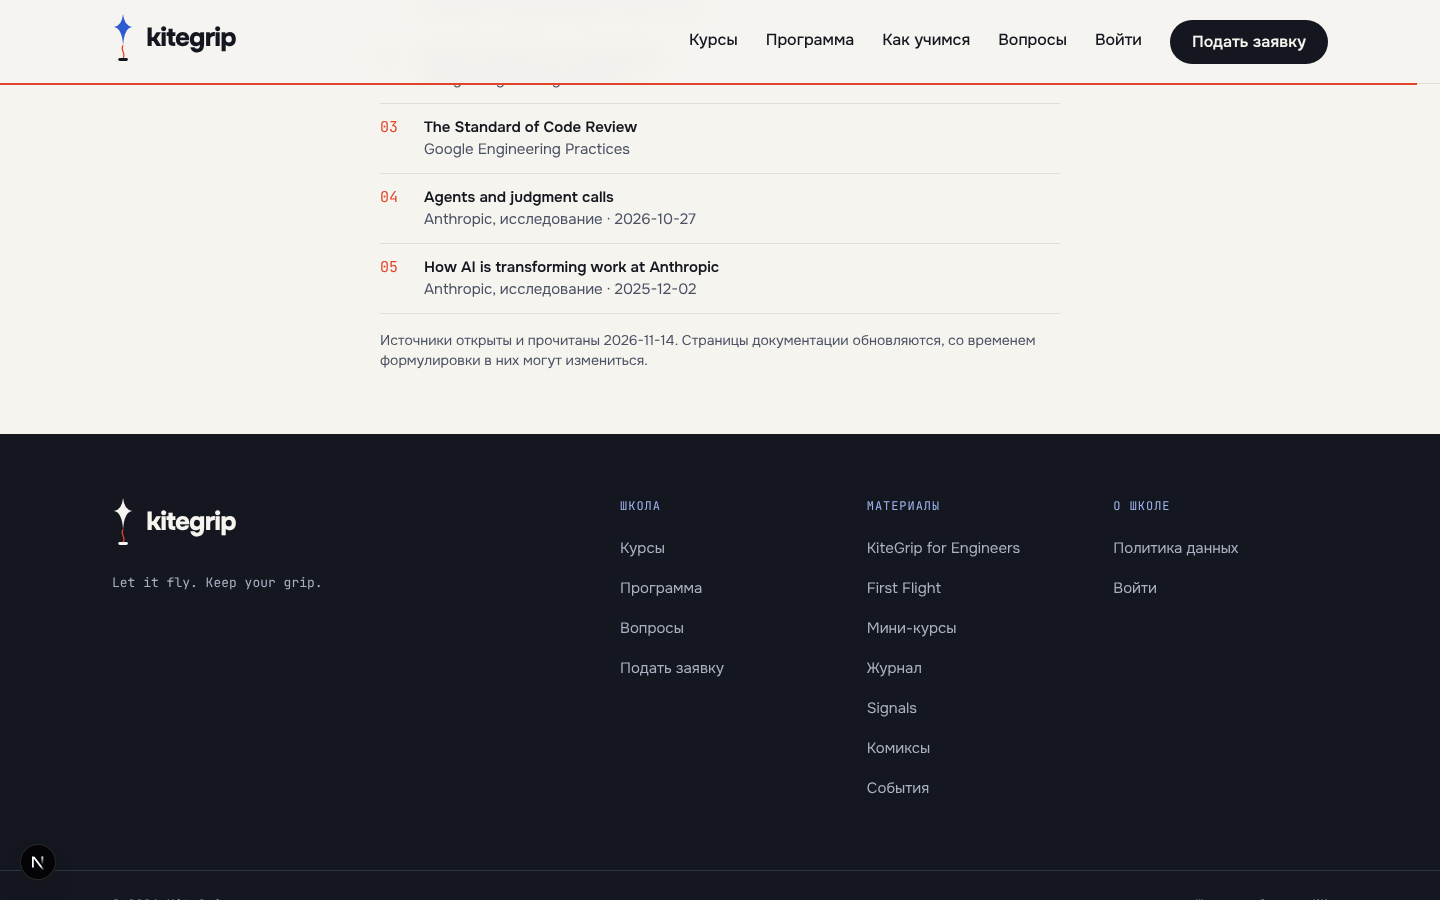 kitegrip
Курсы
Программа
Как учимся
Вопросы
Войти
Подать заявку
03
The Standard of Code Review
Google Engineering Practices
04
Agents and judgment calls
Anthropic, исследование · 2026-10-27
05
How AI is transforming work at Anthropic
Anthropic, исследование · 2025-12-02
Источники открыты и прочитаны 2026-11-14. Страницы документации обновляются, со временем
формулировки в них могут измениться.
kitegrip
Let it fly. Keep your grip.
ШКОЛА
Курсы
Программа
Вопросы
Подать заявку
МАТЕРИАЛЫ
KiteGrip for Engineers
First Flight
Мини-курсы
Журнал
Signals
Комиксы
События
О ШКОЛЕ
Политика данных
Войти
N